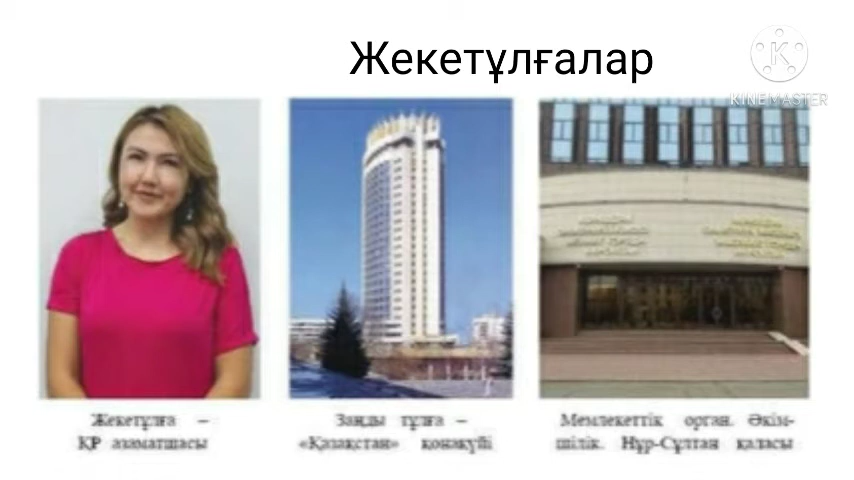 Жекетұлғалар
KINEMASTER
Жекетұлға –
ҚР азаматшасы
Заңды тұлға –
«Қазақстан» қонақүйі
Мемлекеттік орган. Әкім-
шілік. Нұр-Сұлтан қаласы